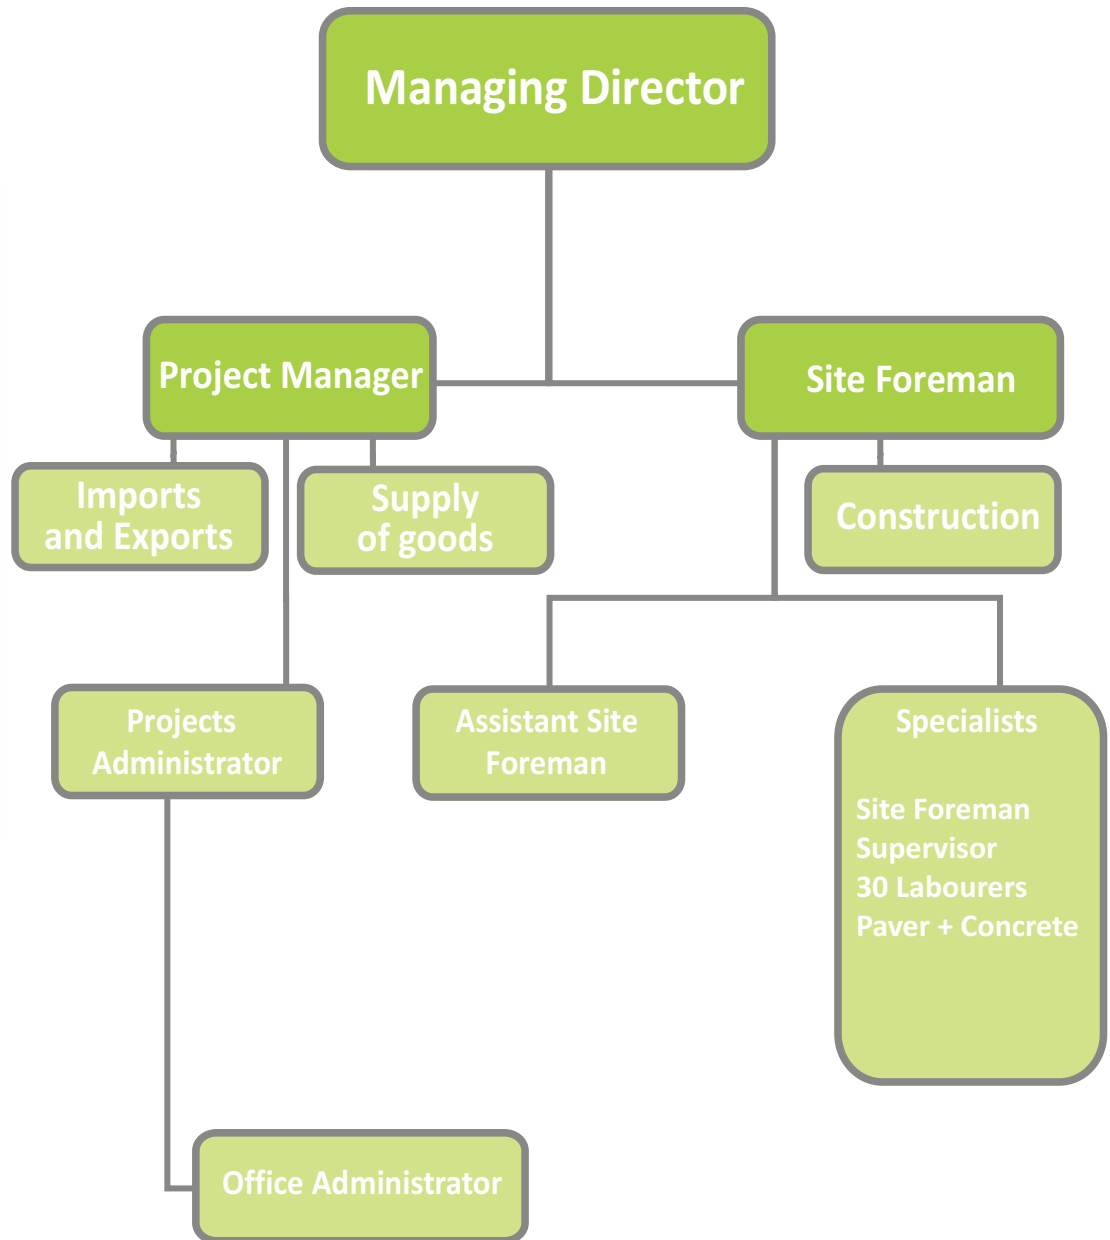 Managing Director
Project Manager
Site Foreman
Imports
and Exports
Supply
of goods
Construction
Projects
Administrator
Assistant Site
Foreman
Specialists
Site Foreman
Supervisor
30 Labourers
Paver + Concrete
Office Administrator